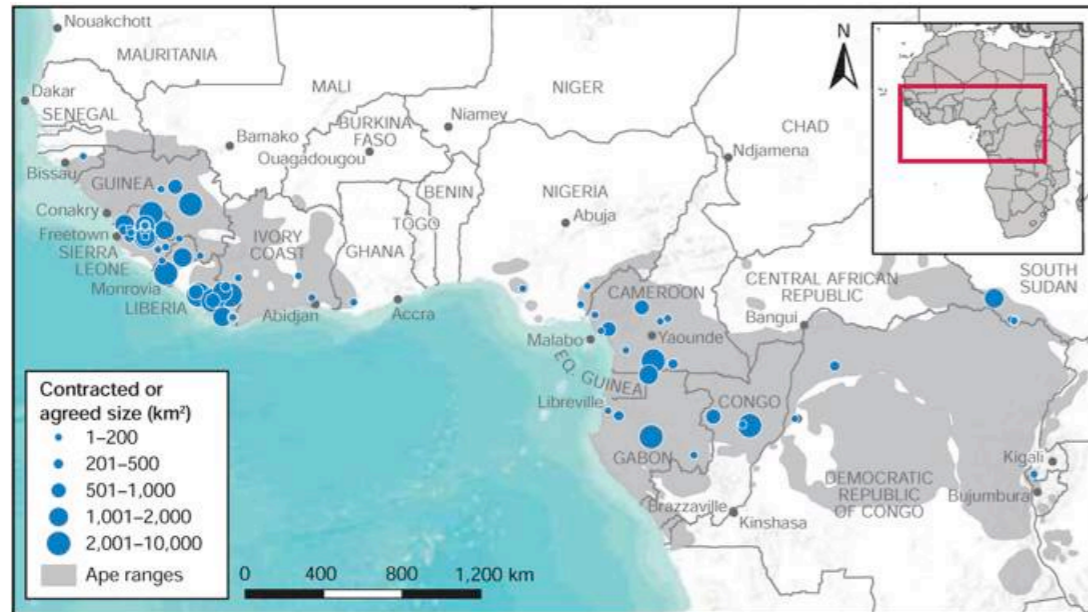 Nouakchott
MAURITANIA
MALI
NIGER
N
Dakar
SENEGAL
CHAD
Niamey
BURKINA
FASO
Bamako
Ouagadougou
Ndjamena
Bissau
GUINEA
BENIN
NIGERIA
Conakry
TOGO
Abuja
Freetown
IVORY
COAST
GHANA
SIERRA
LEONE
Monrovia
LIBERIA
Abidjan
Accra
CAMEROON
CENTRAL AFRICAN
REPUBLIC
SOUTH
SUDAN
Bangui
Malabo
Yaounde
EQ. GUINEA
Libreville
CONGO
GABON
Kigali
DEMOCRATIC
REPUBLIC
OF CONGO
Bujumbura
Brazzaville
Kinshasa
Contracted or
agreed size (km²)
1–200
201–500
501–1,000
1,001–2,000
2,001–10,000
Ape ranges
0 400 800 1,200 km